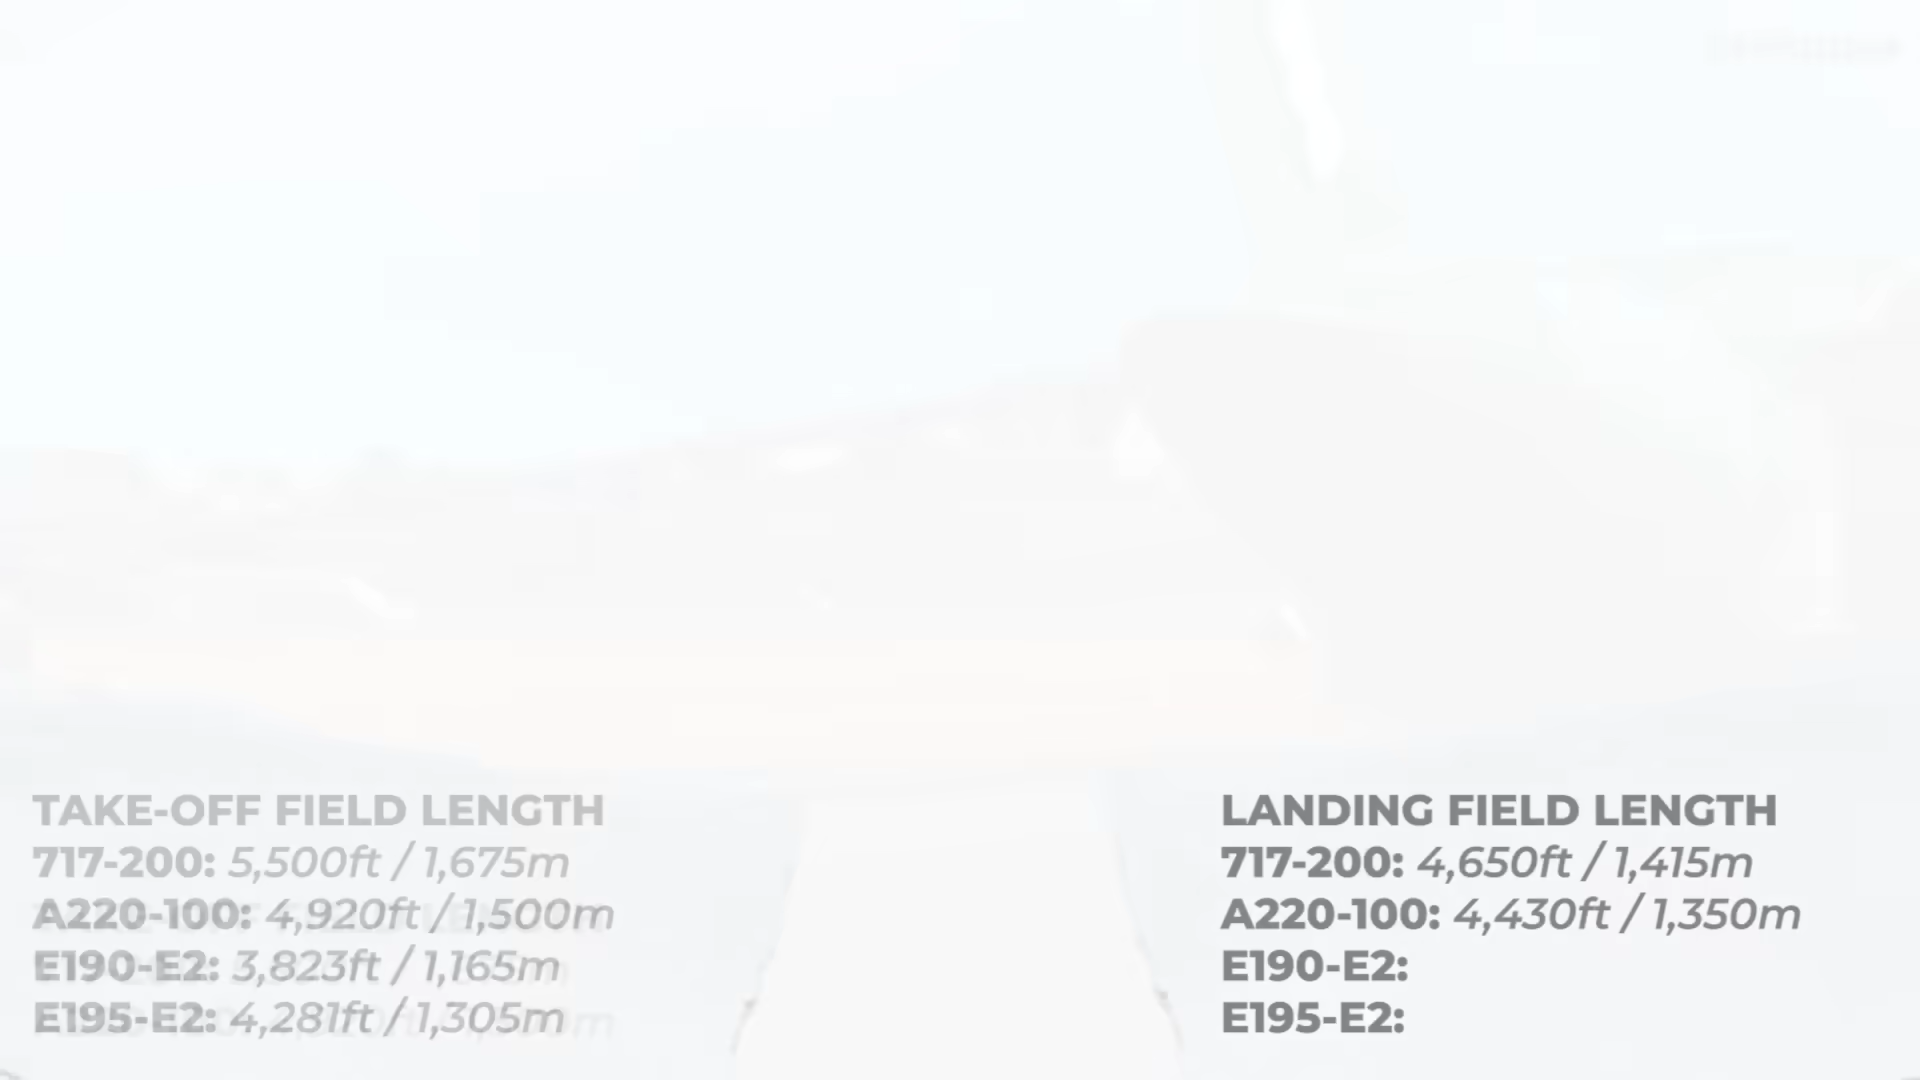 TAKE-OFF FIELD LENGTH
717-200: 5,500ft / 1,675m
A220-100: 4,920ft / 1,500m
E190-E2: 3,823ft / 1,165m
E195-E2: 4,281ft / 1,305m
LANDING FIELD LENGTH
717-200: 4,650ft / 1,415m
A220-100: 4,430ft / 1,350m
E190-E2:
E195-E2: